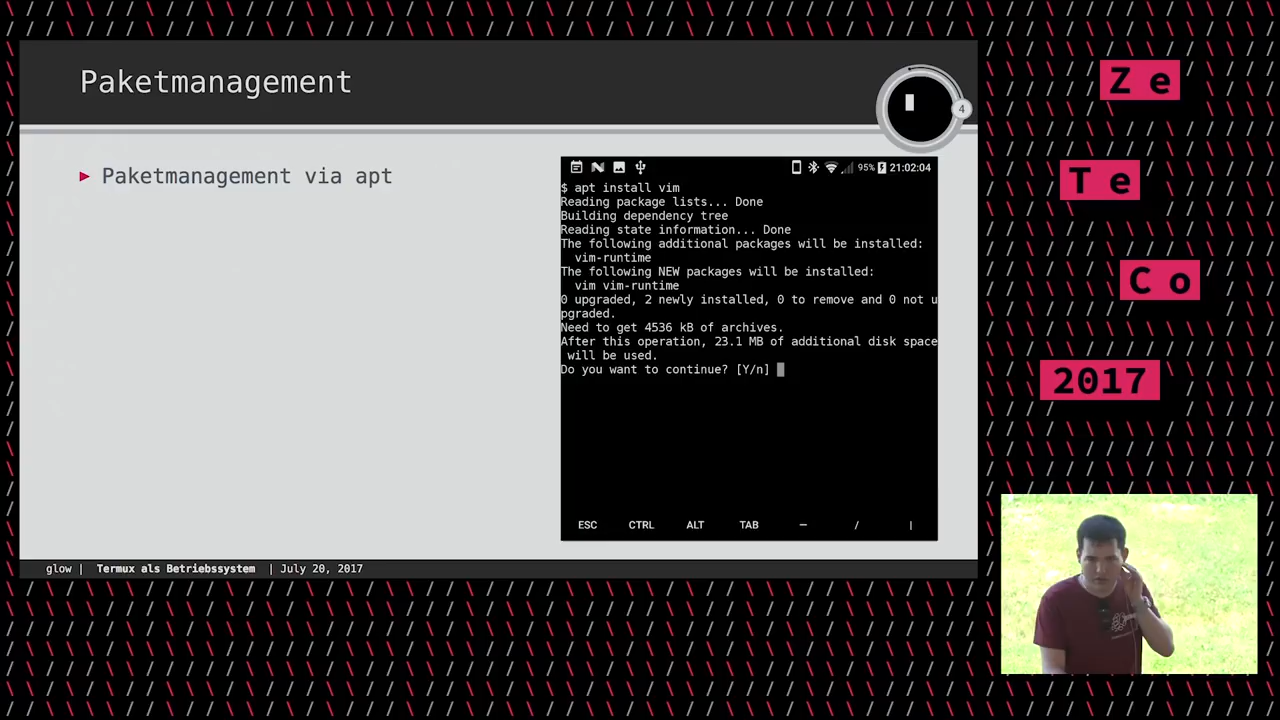 Paketmanagement
4
► Paketmanagement via apt
95% 21:02:04
$ apt install vim
Reading package lists... Done
Building dependency tree
Reading state information... Done
The following additional packages will be installed:
  vim-runtime
The following NEW packages will be installed:
  vim vim-runtime
0 upgraded, 2 newly installed, 0 to remove and 0 not u
pgraded.
Need to get 4536 kB of archives.
After this operation, 23.1 MB of additional disk space
 will be used.
Do you want to continue? [Y/n]
ESC CTRL ALT TAB — / |
glow | Termux als Betriebssystem | July 20, 2017
Ze
Te
Co
2017